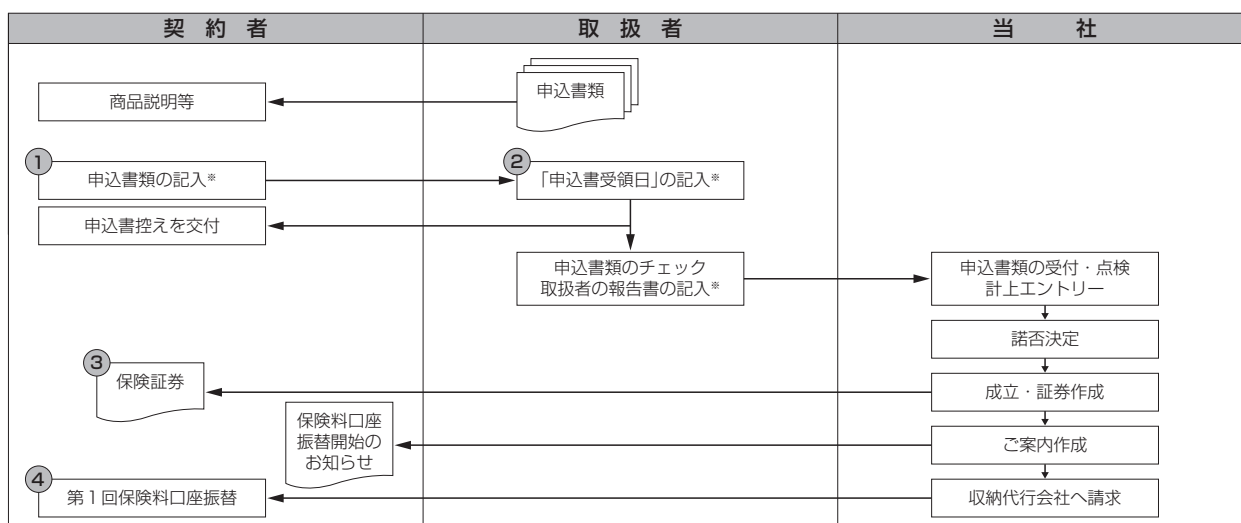 契約者
取扱者
当社
申込書類
商品説明等
①
申込書類の記入※
②
「申込書受領日」の記入※
申込書控えを交付
申込書類のチェック
取扱者の報告書の記入※
申込書類の受付・点検
計上エントリー
諾否決定
③
保険証券
成立・証券作成
保険料口座
振替開始の
お知らせ
ご案内作成
④
第1回保険料口座振替
収納代行会社へ請求